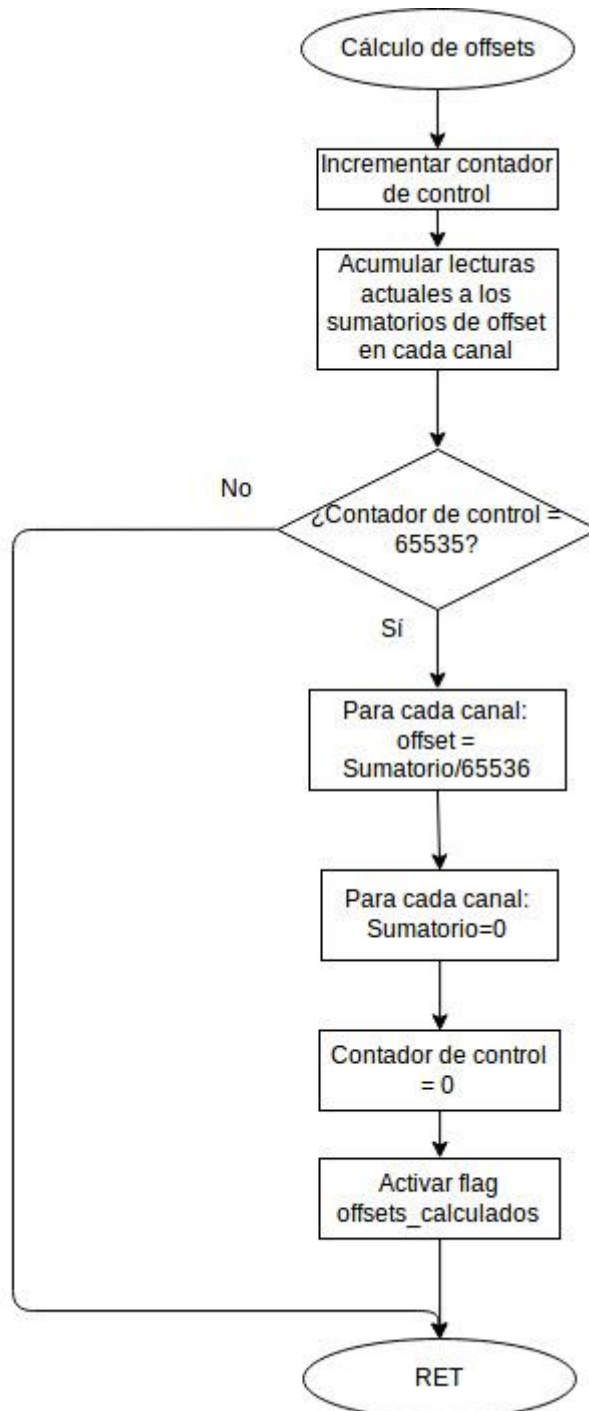 Cálculo de offsets
Incrementar contador
de control
Acumular lecturas
actuales a los
sumatorios de offset
en cada canal
No
¿Contador de control =
65535?
Sí
Para cada canal:
offset =
Sumatorio/65536
Para cada canal:
Sumatorio=0
Contador de control
= 0
Activar flag
offsets_calculados
RET